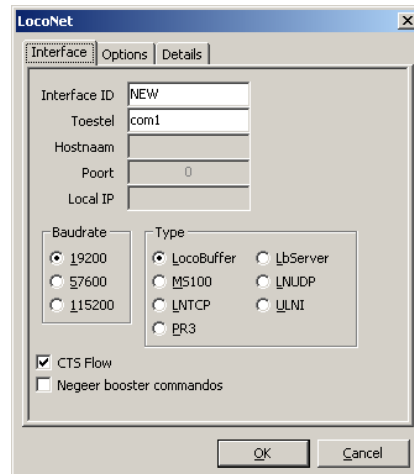 LocoNet
Interface Options Details
Interface ID NEW
Toestel com1
Hostnaam
Poort 0
Local IP
Baudrate
19200
57600
115200
Type
LocoBuffer LbServer
MS100 LNUDP
LNTCP ULNI
PR3
CTS Flow
Negeer booster commandos
OK Cancel